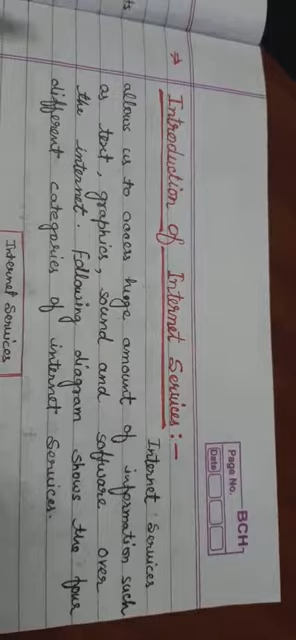 BCH
Page No.
Date
⇒ Introduction of Internet Services :-
Internet Services
allows us to access huge amount of information such
as text, graphics, sound and software over
the internet. Following diagram shows the four
different categories of internet services.
Internet Services